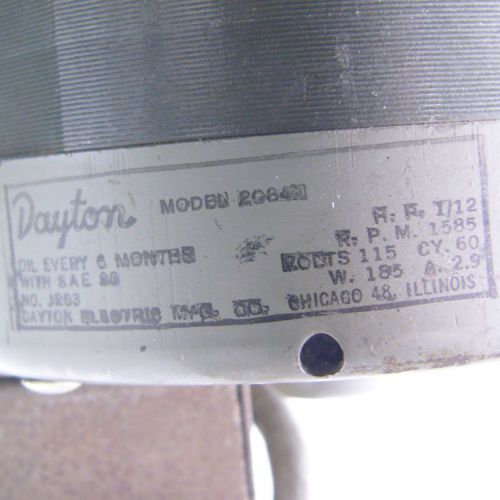 Dayton
MODEL 2C84
OIL EVERY 6 MONTHS
WITH S A E 20
NO. J203
DAYTON ELECTRIC MFG. CO. CHICAGO 48, ILLINOIS
H. P. 1/12
R. P. M. 1585
VOLTS 115 CY. 60
W. 185 A. 2.9